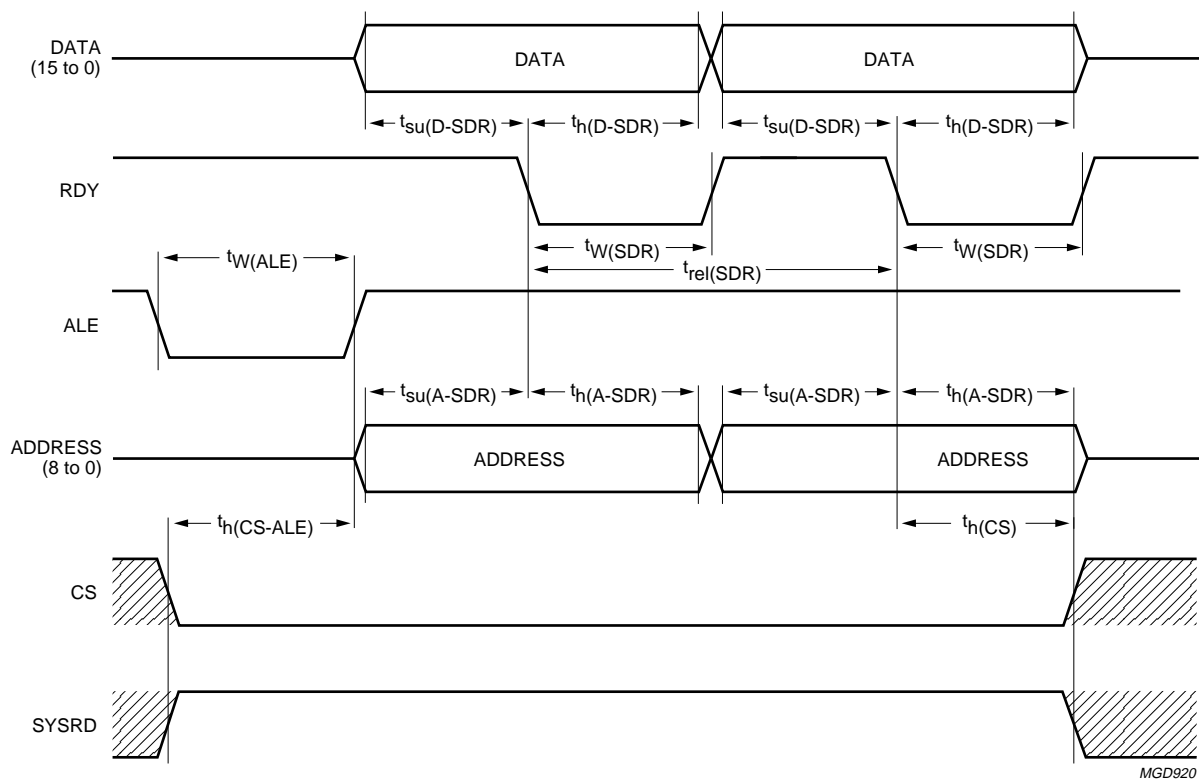 DATA
(15 to 0)
DATA
DATA
tsu(D-SDR)
th(D-SDR)
tsu(D-SDR)
th(D-SDR)
RDY
tW(SDR)
tW(SDR)
tW(ALE)
trel(SDR)
ALE
tsu(A-SDR)
th(A-SDR)
tsu(A-SDR)
th(A-SDR)
ADDRESS
(8 to 0)
ADDRESS
ADDRESS
th(CS-ALE)
th(CS)
CS
SYSRD
MGD920